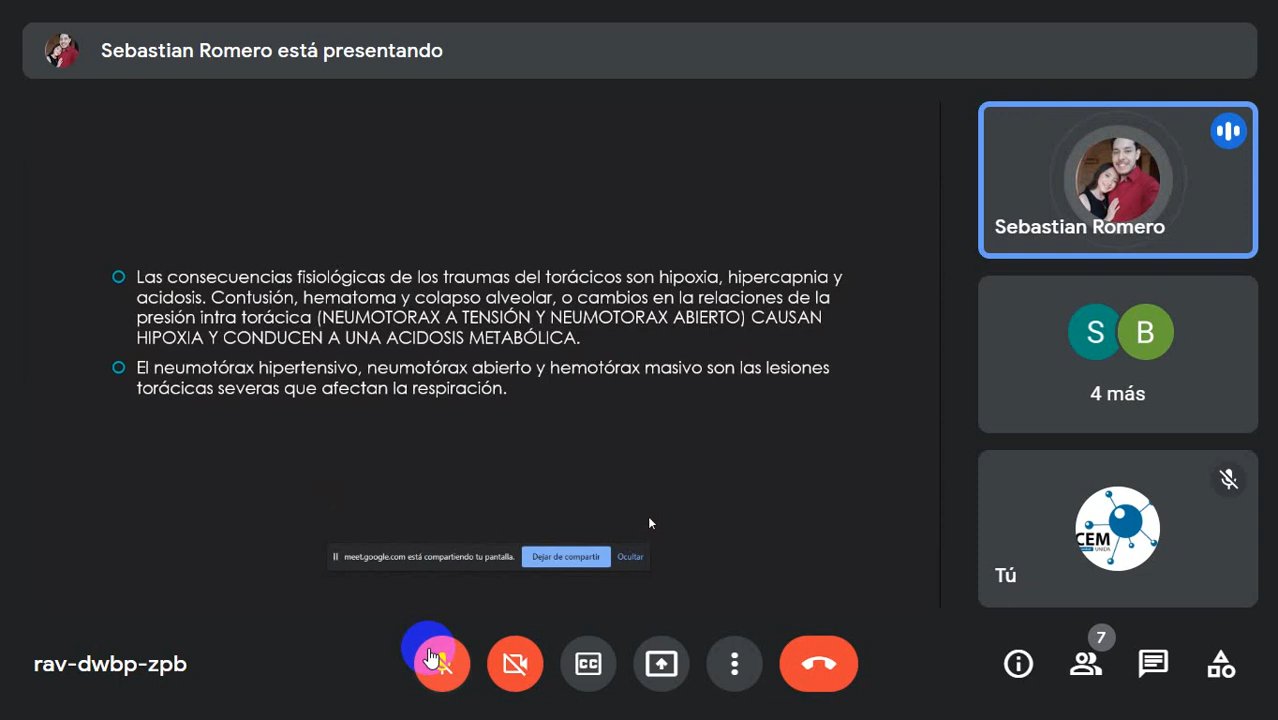 Sebastian Romero está presentando
Las consecuencias fisiológicas de los traumas del torácicos son hipoxia, hipercapnia y
acidosis. Contusión, hematoma y colapso alveolar, o cambios en la relaciones de la
presión intra torácica (NEUMOTORAX A TENSIÓN Y NEUMOTORAX ABIERTO) CAUSAN
HIPOXIA Y CONDUCEN A UNA ACIDOSIS METABÓLICA.
El neumotórax hipertensivo, neumotórax abierto y hemotórax masivo son las lesiones
torácicas severas que afectan la respiración.
meet.google.com está compartiendo tu pantalla.
Dejar de compartir
Ocultar
Sebastian Romero
S
B
4 más
CEM
UNIÓN
Tú
rav-dwbp-zpb
CC
7